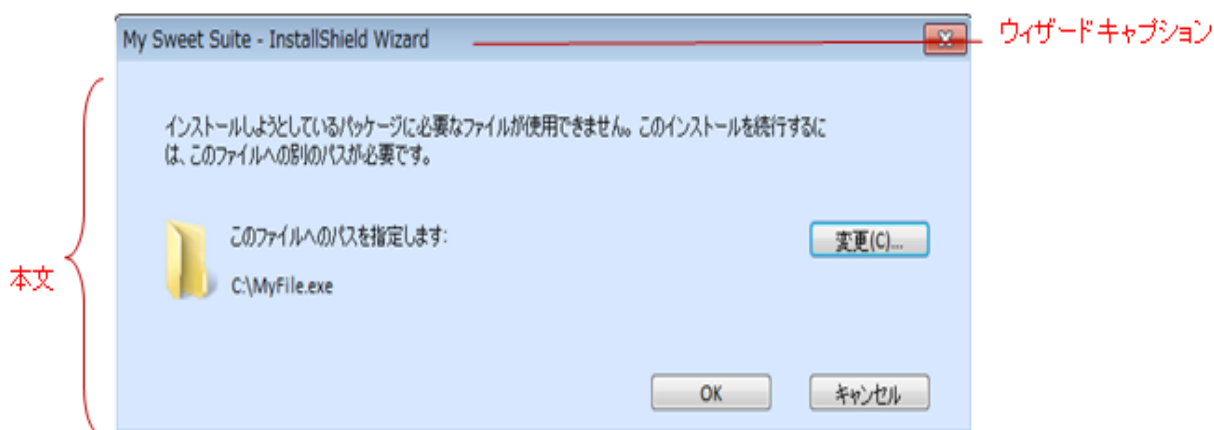 My Sweet Suite - InstallShield Wizard
ウィザード キャプション
インストールしようとしているパッケージに必要なファイルが使用できません。このインストールを続行するに
は、このファイルへの別のパスが必要です。
このファイルへのパスを指定します:
変更(C)...
本文
C:\MyFile.exe
OK
キャンセル